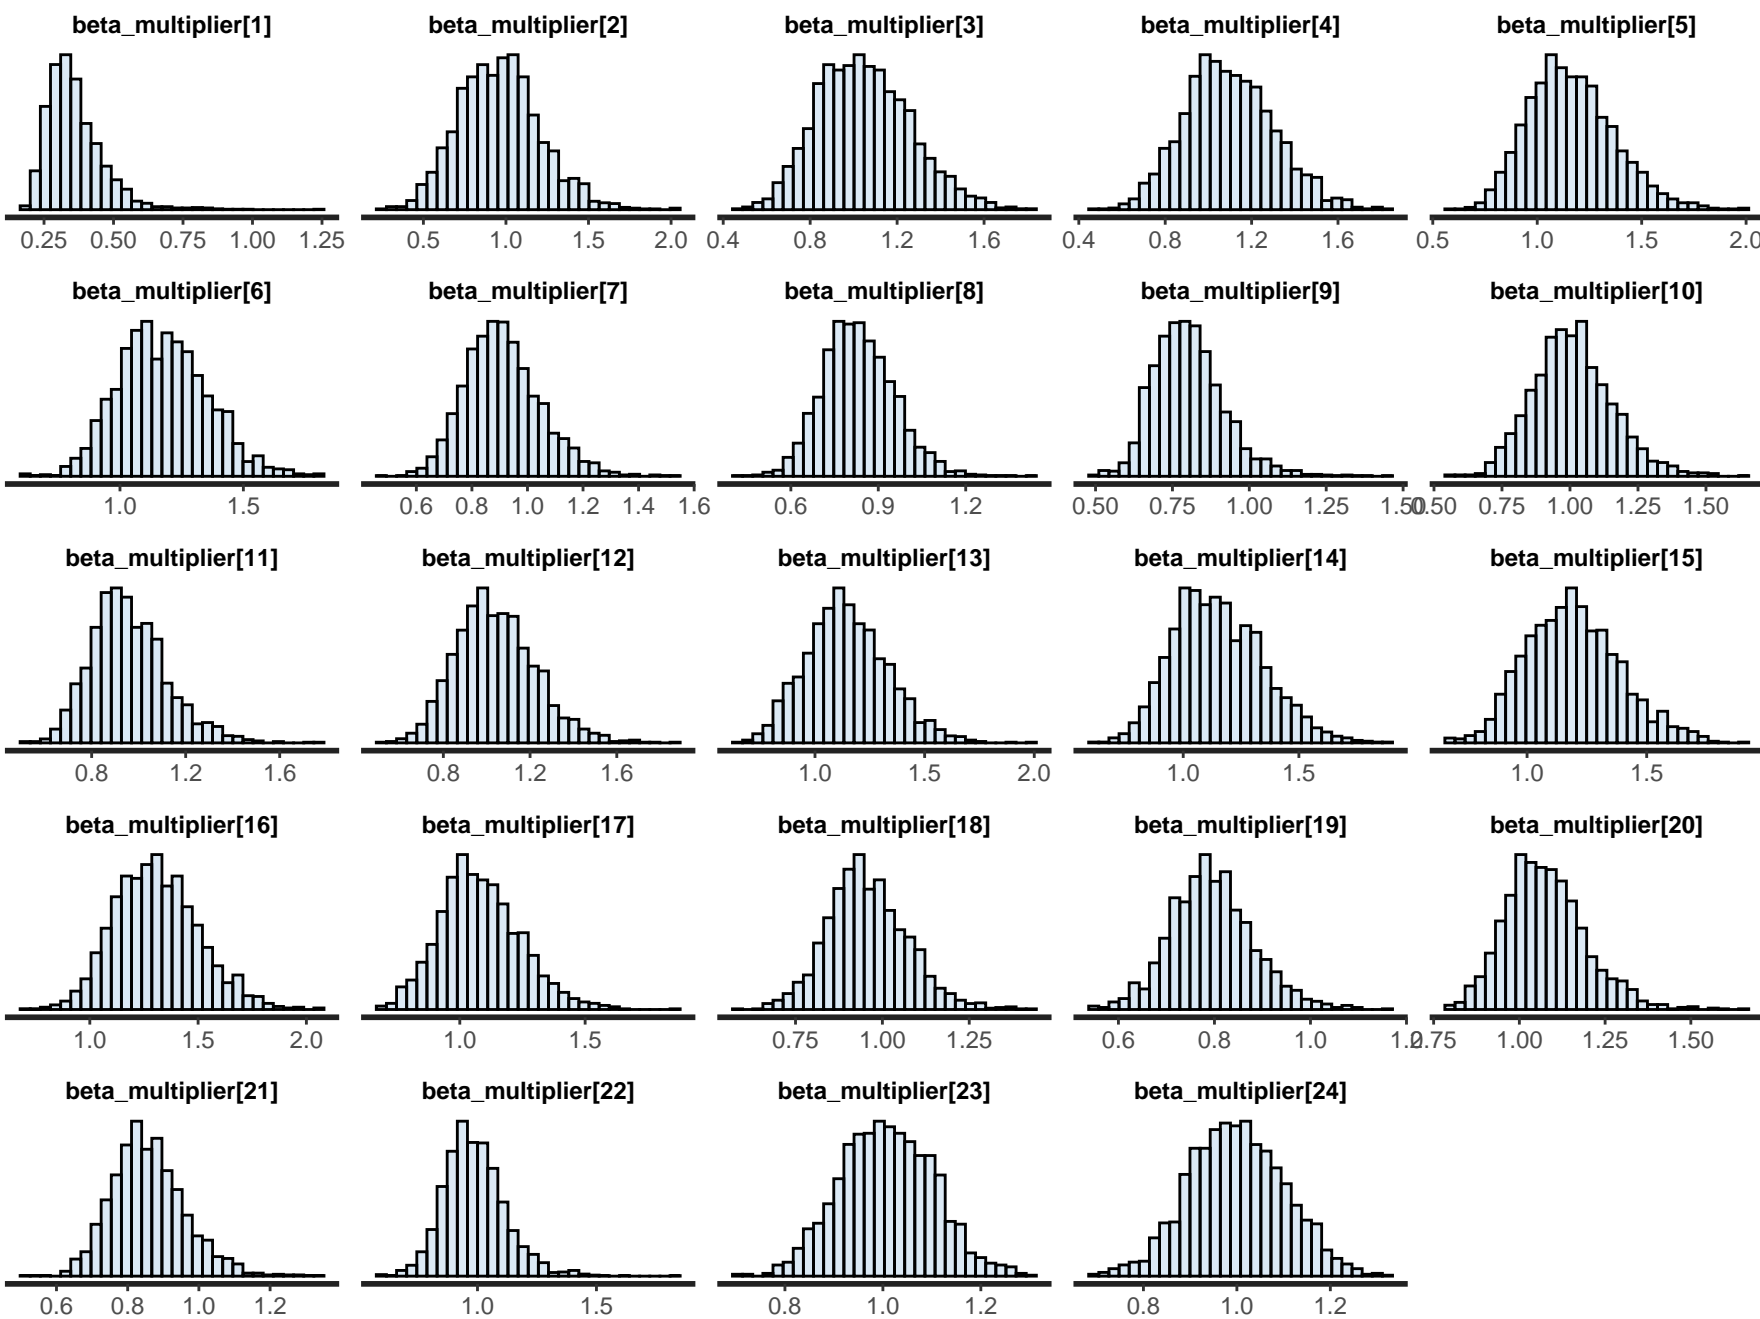 beta_multiplier[1] beta_multiplier[2] beta_multiplier[3] beta_multiplier[4] beta_multiplier[5]
0.25 0.50 0.75 1.00 1.25 0.5 1.0 1.5 2.0 0.4 0.8 1.2 1.6 0.4 0.8 1.2 1.6 0.5 1.0 1.5 2.0
beta_multiplier[6] beta_multiplier[7] beta_multiplier[8] beta_multiplier[9] beta_multiplier[10]
1.0 1.5 0.6 0.8 1.0 1.2 1.4 1.6 0.6 0.9 1.2 0.50 0.75 1.00 1.25 1.50 0.50 0.75 1.00 1.25 1.50
beta_multiplier[11] beta_multiplier[12] beta_multiplier[13] beta_multiplier[14] beta_multiplier[15]
0.8 1.2 1.6 0.8 1.2 1.6 1.0 1.5 2.0 1.0 1.5 1.0 1.5
beta_multiplier[16] beta_multiplier[17] beta_multiplier[18] beta_multiplier[19] beta_multiplier[20]
1.0 1.5 2.0 1.0 1.5 0.75 1.00 1.25 0.6 0.8 1.0 1.2 0.75 1.00 1.25 1.50
beta_multiplier[21] beta_multiplier[22] beta_multiplier[23] beta_multiplier[24]
0.6 0.8 1.0 1.2 1.0 1.5 0.8 1.0 1.2 0.8 1.0 1.2